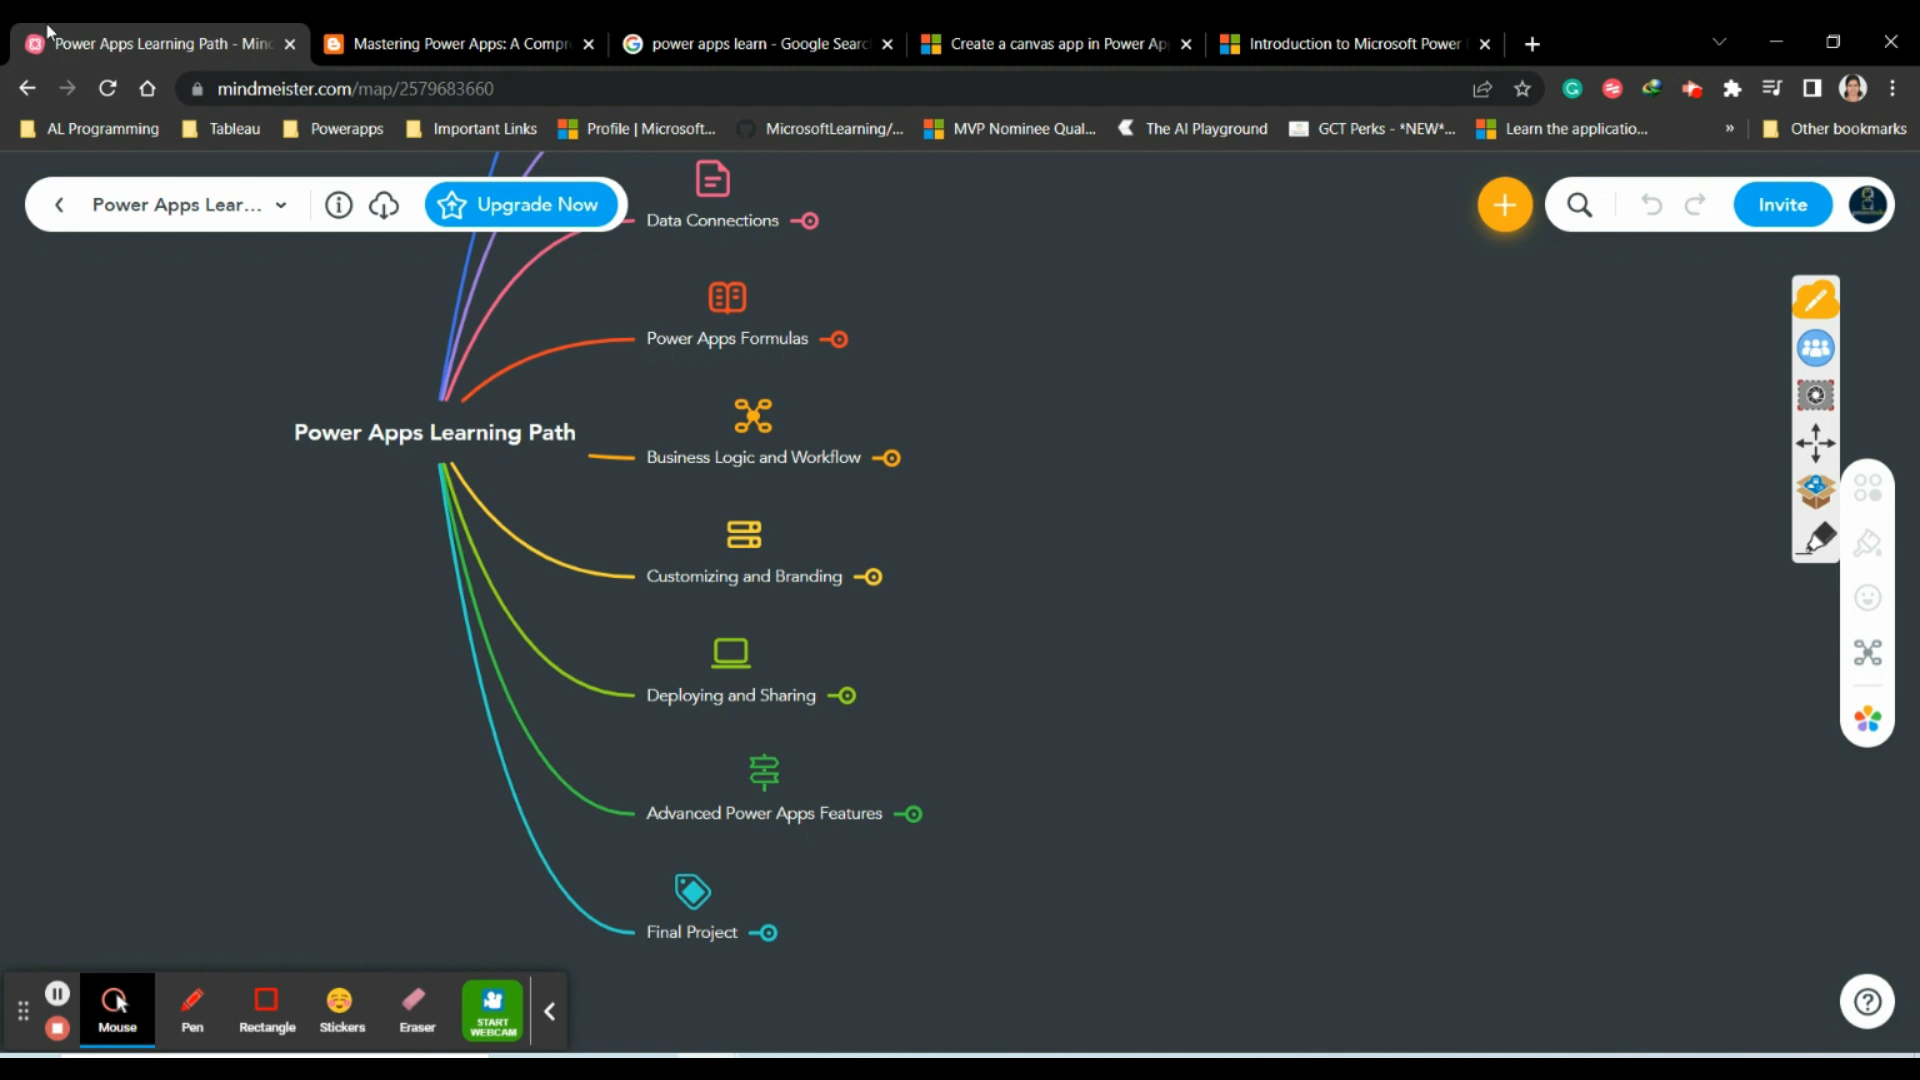 Power Apps Learning Path - Mind
Mastering Power Apps: A Compr
power apps learn - Google Search
Create a canvas app in Power Ap
Introduction to Microsoft Power
mindmeister.com/map/2579683660
AL Programming
Tableau
Powerapps
Important Links
Profile | Microsoft...
MicrosoftLearning/...
MVP Nominee Qual...
The AI Playground
GCT Perks - *NEW*...
Learn the applicatio...
»
Other bookmarks
Power Apps Lear...
Upgrade Now
Invite
Data Connections
Power Apps Formulas
Power Apps Learning Path
Business Logic and Workflow
Customizing and Branding
Deploying and Sharing
Advanced Power Apps Features
Final Project
Mouse
Pen
Rectangle
Stickers
Eraser
START
WEBCAM